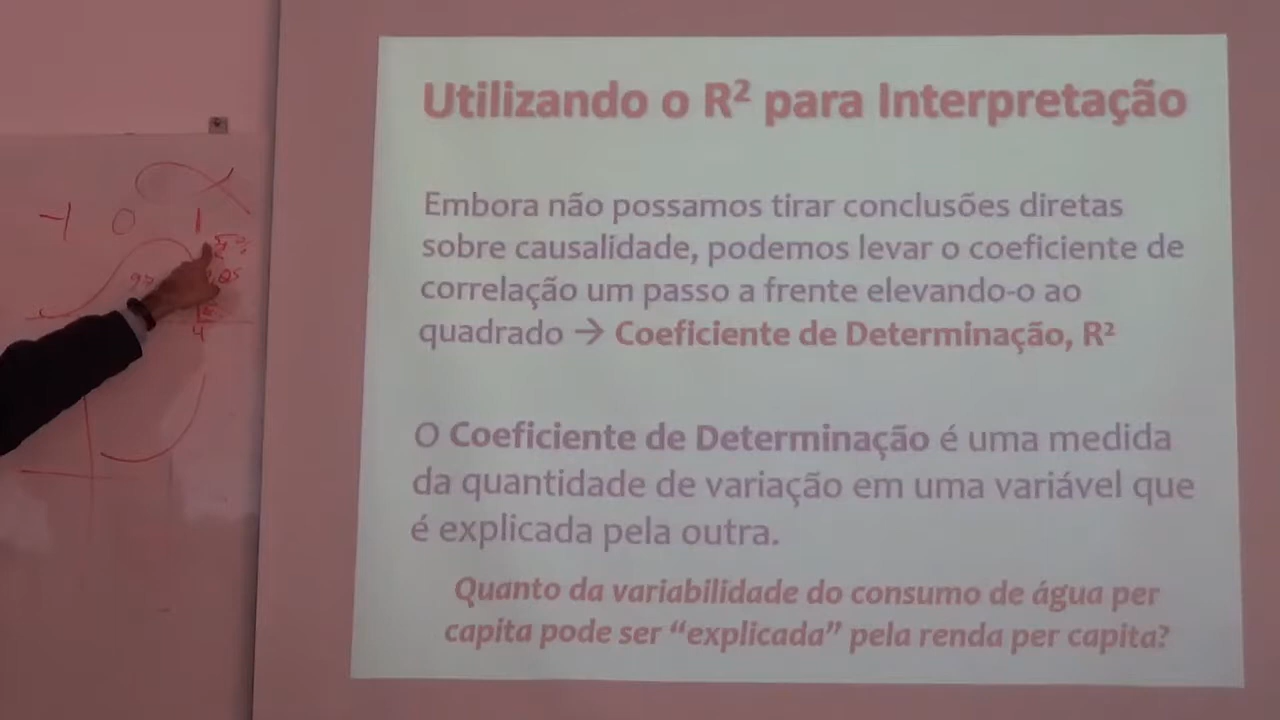 Utilizando o R² para Interpretação
Embora não possamos tirar conclusões diretas
sobre causalidade, podemos levar o coeficiente de
correlação um passo a frente elevando-o ao
quadrado → Coeficiente de Determinação, R²
O Coeficiente de Determinação é uma medida
da quantidade de variação em uma variável que
é explicada pela outra.
Quanto da variabilidade do consumo de água per
capita pode ser “explicada” pela renda per capita?
-1 0 1